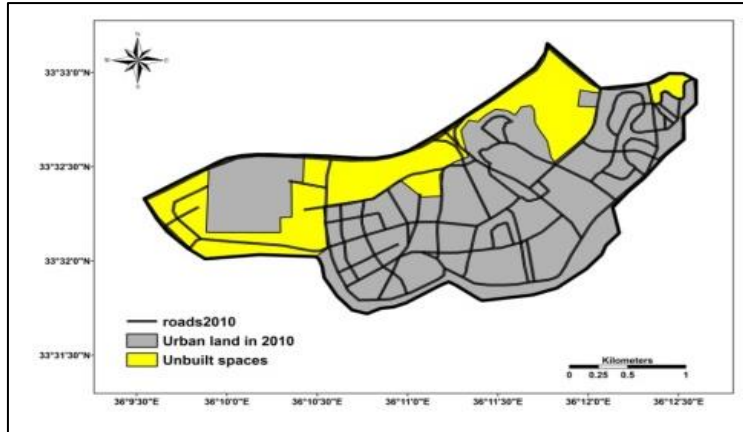 N
S
33°33'0"N
33°32'30"N
33°32'0"N
33°31'30"N
roads2010
Urban land in 2010
Unbuilt spaces
Kilometers
0 0.25 0.5 1
36°9'30"E 36°10'0"E 36°10'30"E 36°11'0"E 36°11'30"E 36°12'0"E 36°12'30"E